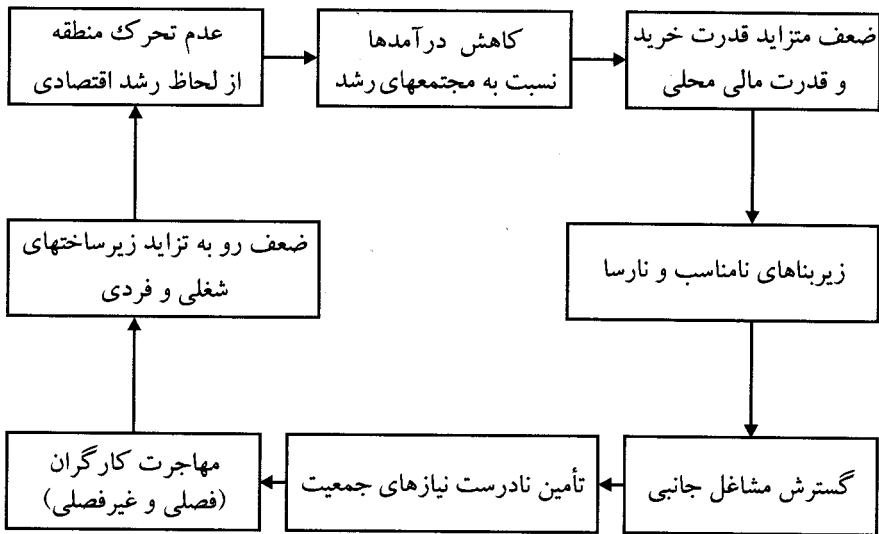 ضعف متزاید قدرت خرید
و قدرت مالی محلی
کاهش درآمدها
نسبت به مجتمعهای رشد
عدم تحرک منطقه
از لحاظ رشد اقتصادی
زیربناهای نامناسب و نارسا
ضعف رو به تزاید زیرساختهای
شغلی و فردی
گسترش مشاغل جانبی
تأمین نادرست نیازهای جمعیت
مهاجرت کارگران
(فصلی و غیرفصلی)